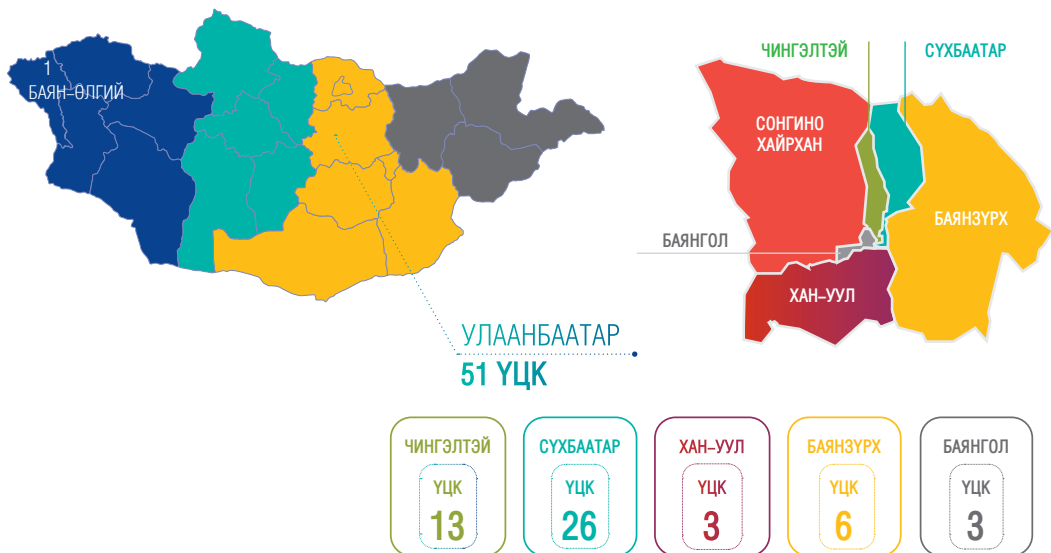 1
БАЯН-ӨЛГИЙ
ЧИНГЭЛТЭЙ
СҮХБААТАР
СОНГИНО
ХАЙРХАН
БАЯНЗҮРХ
БАЯНГОЛ
ХАН-УУЛ
УЛААНБААТАР
51 ҮЦК
ЧИНГЭЛТЭЙ
ҮЦК
13
СҮХБААТАР
ҮЦК
26
ХАН-УУЛ
ҮЦК
3
БАЯНЗҮРХ
ҮЦК
6
БАЯНГОЛ
ҮЦК
3